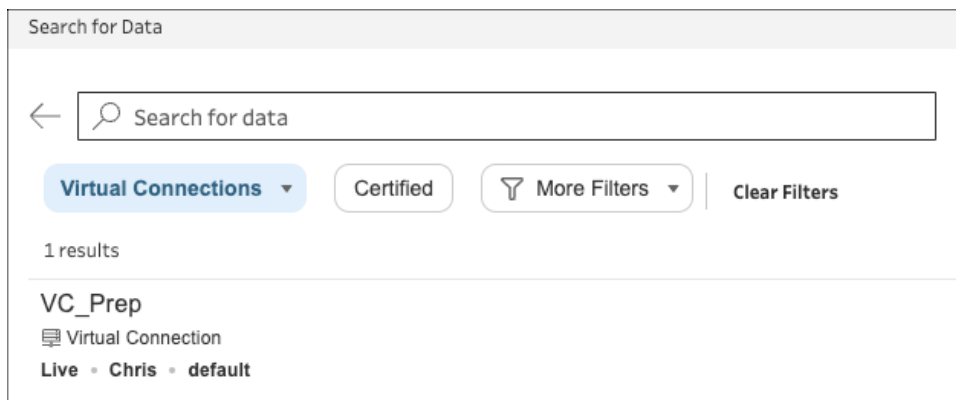 Search for Data
Search for data
Virtual Connections Certified More Filters Clear Filters
1 results
VC_Prep
Virtual Connection
Live • Chris • default